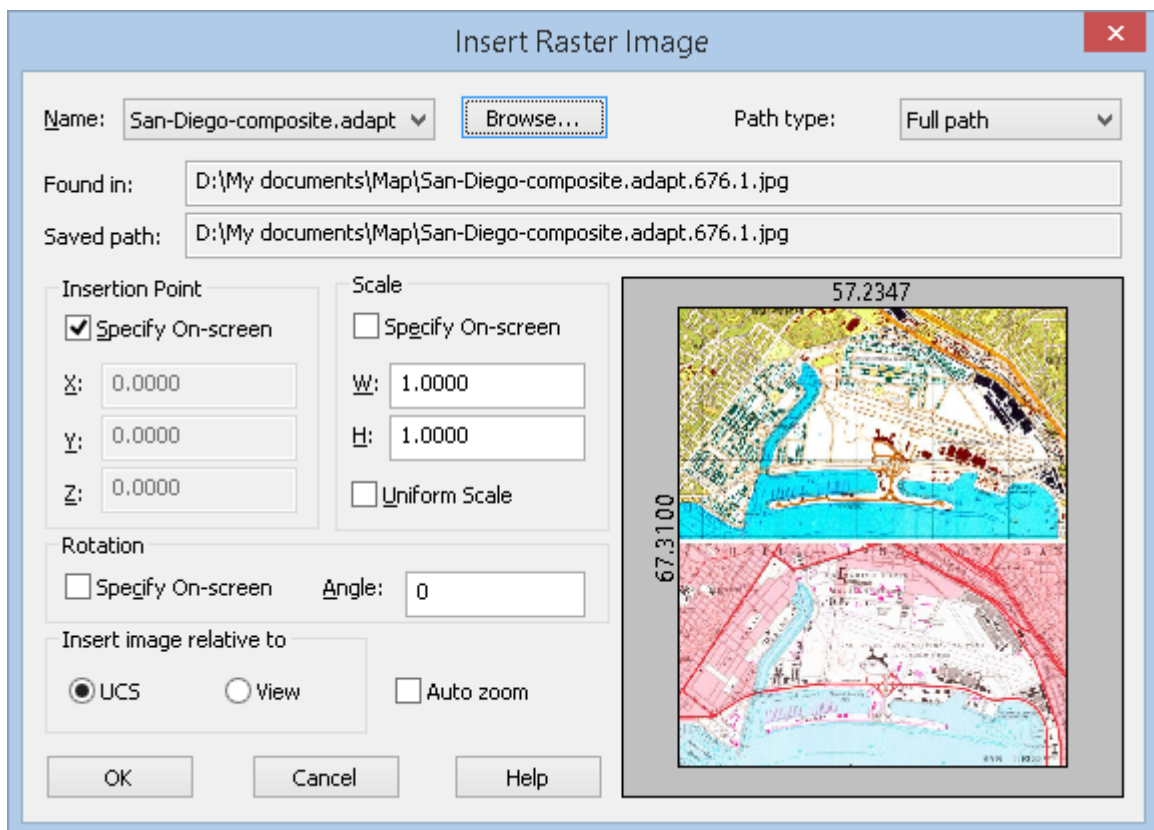 Insert Raster Image
Name: San-Diego-composite.adapt Browse... Path type: Full path
Found in: D:\My documents\Map\San-Diego-composite.adapt.676.1.jpg
Saved path: D:\My documents\Map\San-Diego-composite.adapt.676.1.jpg
Insertion Point
Specify On-screen
X: 0.0000
Y: 0.0000
Z: 0.0000
Scale
Specify On-screen
W: 1.0000
H: 1.0000
Uniform Scale
57.2347
67.3100
Rotation
Specify On-screen Angle: 0
Insert image relative to
UCS View Auto zoom
OK Cancel Help